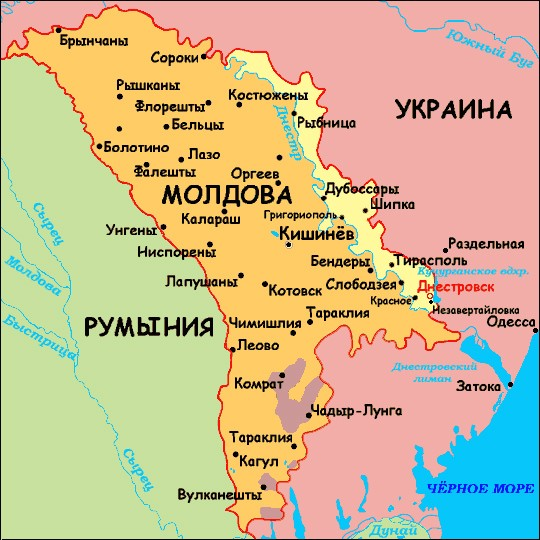 Брынчаны
Южный Буг
Сороки
Рышканы
Костюжены
Флорешты
УКРАИНА
Рыбница
Бельцы
Днестр
Болотино
Лазо
Фалешты
Оргеев
Дубоссары
МОЛДОВА
Шипка
Сырец
Калараш
Григориополь
Унгены
Кишинёв
Раздельная
Ниспорены
Бендеры
Тирасполь
Молдова
Кучурганское вдхр.
Лапушаны
Котовск
Слободзея
Днестровск
Красное
Незавертайловка
Быстрица
РУМЫНИЯ
Тараклия
Чимишлия
Одесса
Леово
Днестровский
лиман
Комрат
Затока
Чадыр-Лунга
Тараклия
Сырец
Кагул
Вулканешты
ЧЁРНОЕ МОРЕ
Дунай